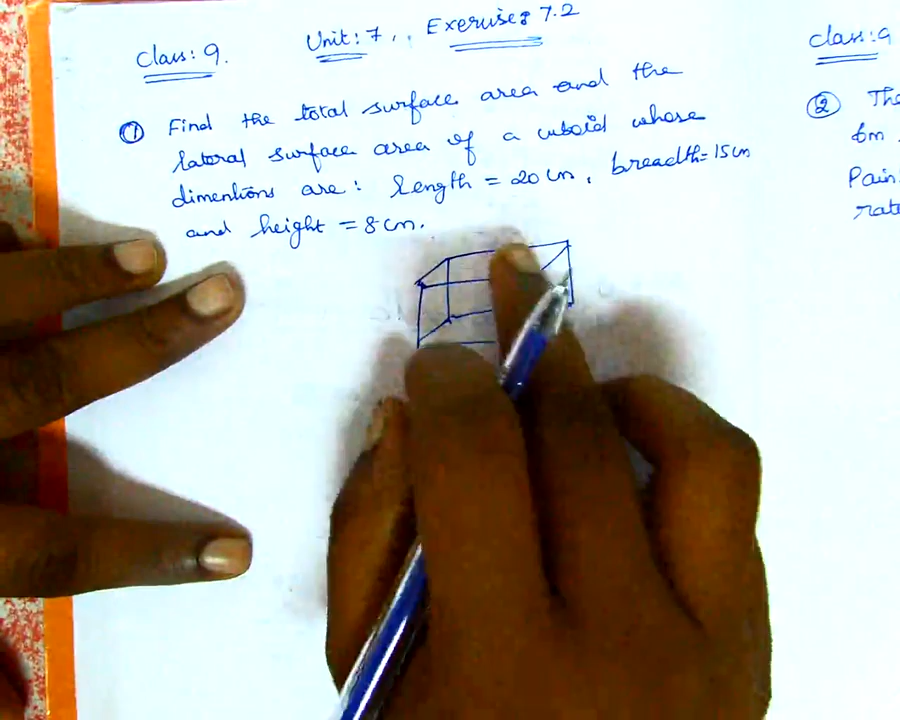 Class: 9.
Unit: 7,. Exercise: 7.2
① Find the total surface area and the
lateral surface area of a cuboid whose
dimentions are: length = 20 cm, breadth = 15 cm
and height = 8 cm.
Class: 9
② The
6m
Pain
rate